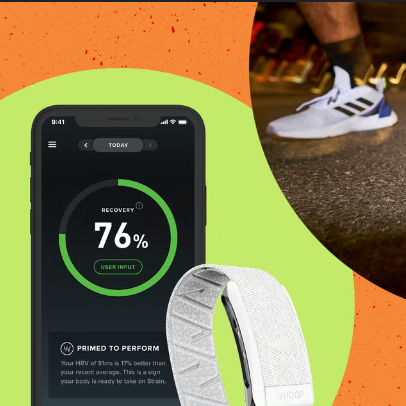 9:41
TODAY
RECOVERY
76%
USER INPUT
W PRIMED TO PERFORM
Your HRV of 91ms is 17% better than
your recent average. This is a sign
your body is ready to take on Strain.
WHOOP